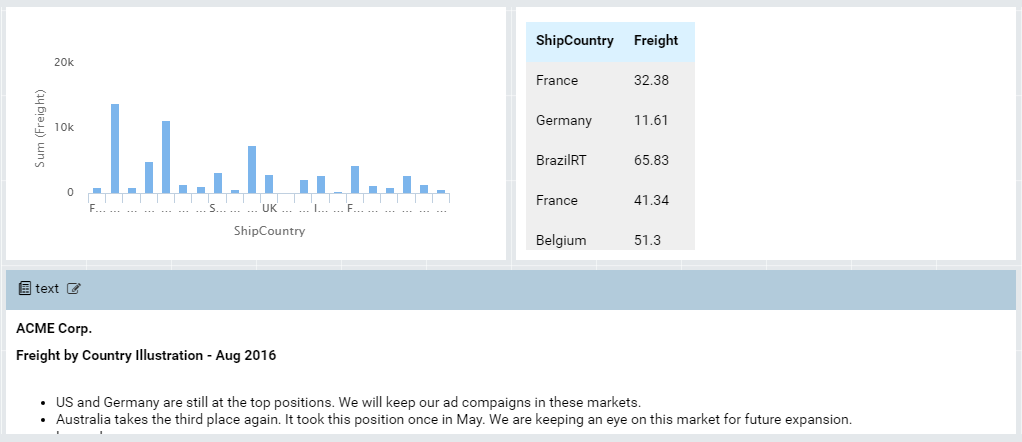 20k
10k
0
Sum (Freight)
F... ... ... ... ... ... ... S... ... ... UK ... ... I... ... F... ... ... ... ... ...
ShipCountry
ShipCountry Freight
France 32.38
Germany 11.61
BrazilRT 65.83
France 41.34
Belgium 51.3
text
ACME Corp.
Freight by Country Illustration - Aug 2016
• US and Germany are still at the top positions. We will keep our ad compaigns in these markets.
• Australia takes the third place again. It took this position once in May. We are keeping an eye on this market for future expansion.